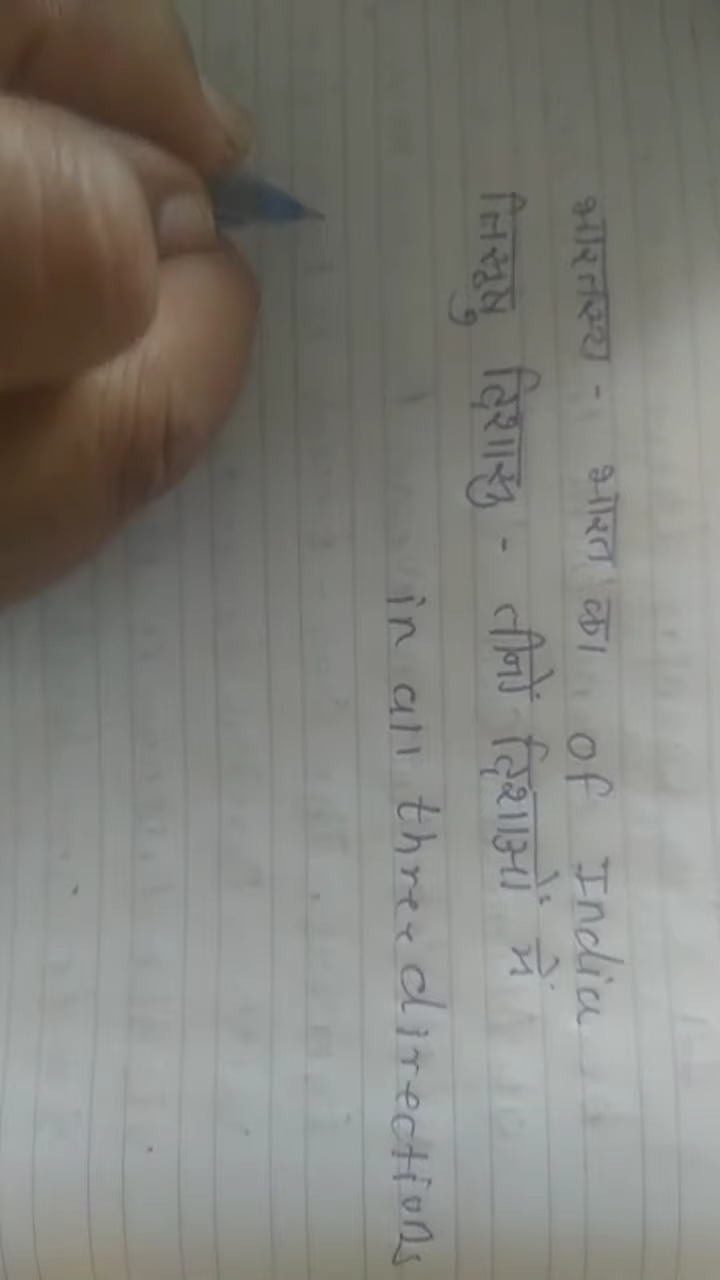 भारतस्य - भारत का of India
तिसृषु दिशासु - तीनों दिशाओं में
in all three directions